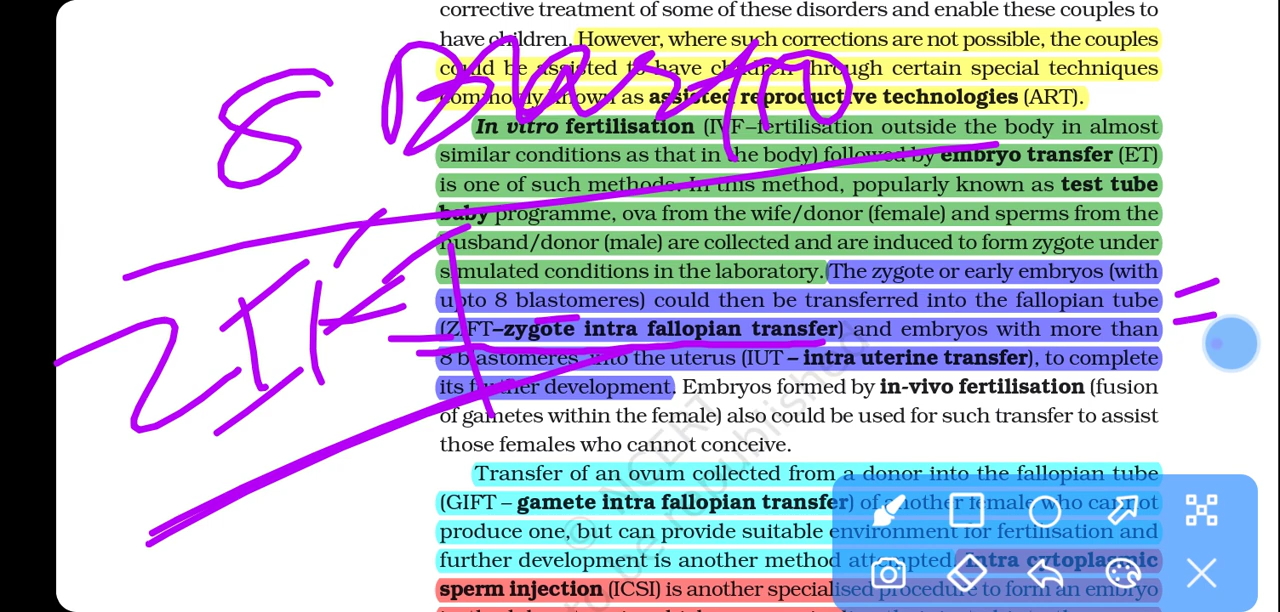 corrective treatment of some of these disorders and enable these couples to
have children. However, where such corrections are not possible, the couples
could be assisted to have children through certain special techniques
commonly known as assisted reproductive technologies (ART).
In vitro fertilisation (IVF–fertilisation outside the body in almost
similar conditions as that in the body) followed by embryo transfer (ET)
is one of such methods. In this method, popularly known as test tube
baby programme, ova from the wife/donor (female) and sperms from the
husband/donor (male) are collected and are induced to form zygote under
simulated conditions in the laboratory. The zygote or early embryos (with
upto 8 blastomeres) could then be transferred into the fallopian tube
(ZIFT–zygote intra fallopian transfer) and embryos with more than
8 blastomeres, into the uterus (IUT – intra uterine transfer), to complete
its further development. Embryos formed by in-vivo fertilisation (fusion
of gametes within the female) also could be used for such transfer to assist
those females who cannot conceive.
Transfer of an ovum collected from a donor into the fallopian tube
(GIFT – gamete intra fallopian transfer) of another female who cannot
produce one, but can provide suitable environment for fertilisation and
further development is another method attempted. Intra cytoplasmic
sperm injection (ICSI) is another specialised procedure to form an embryo
8
© NCERT
be republished